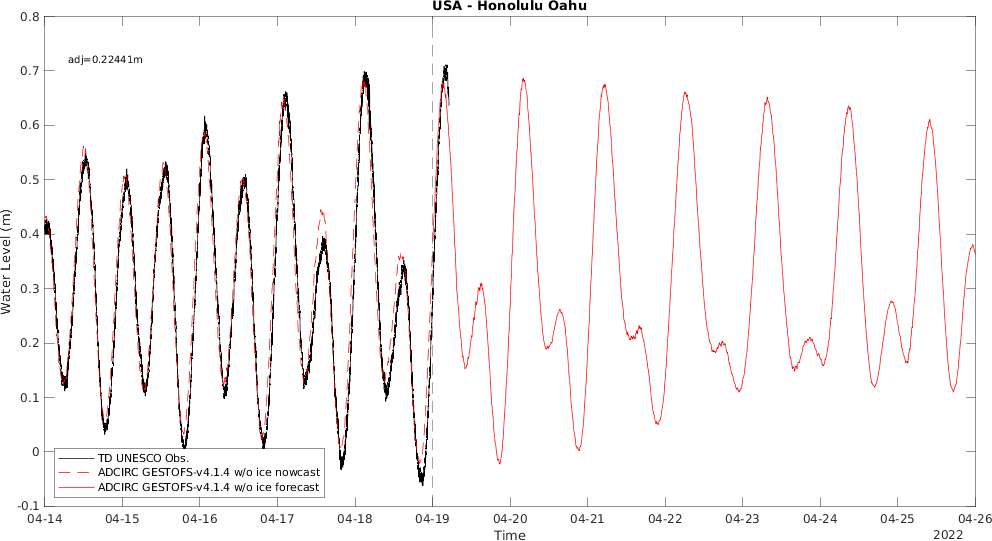 USA - Honolulu Oahu
adj=0.22441m
Water Level (m)
0.8
0.7
0.6
0.5
0.4
0.3
0.2
0.1
0
-0.1
TD UNESCO Obs.
ADCIRC GESTOFS-v4.1.4 w/o ice nowcast
ADCIRC GESTOFS-v4.1.4 w/o ice forecast
04-14 04-15 04-16 04-17 04-18 04-19 04-20 04-21 04-22 04-23 04-24 04-25 04-26
Time
2022